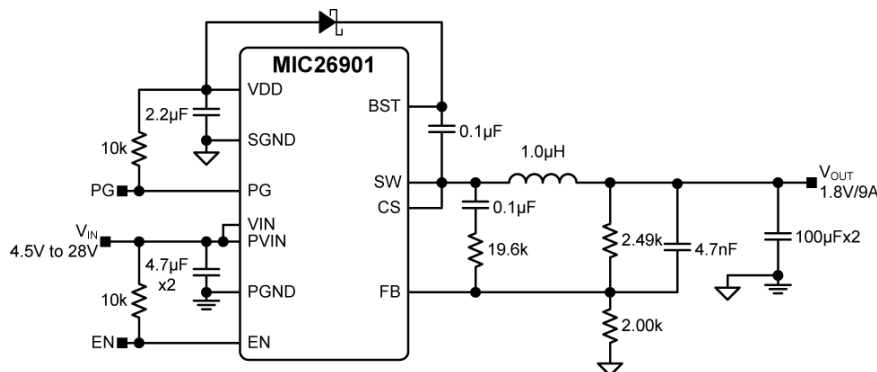 MIC26901
VDD
BST
2.2µF
SGND
0.1µF
10k
1.0µH
PG
PG
SW
VOUT
1.8V/9A
CS
VIN
VIN
4.5V to 28V
PVIN
0.1µF
19.6k
2.49k
4.7nF
100µFx2
4.7µF
x2
PGND
FB
10k
2.00k
EN
EN